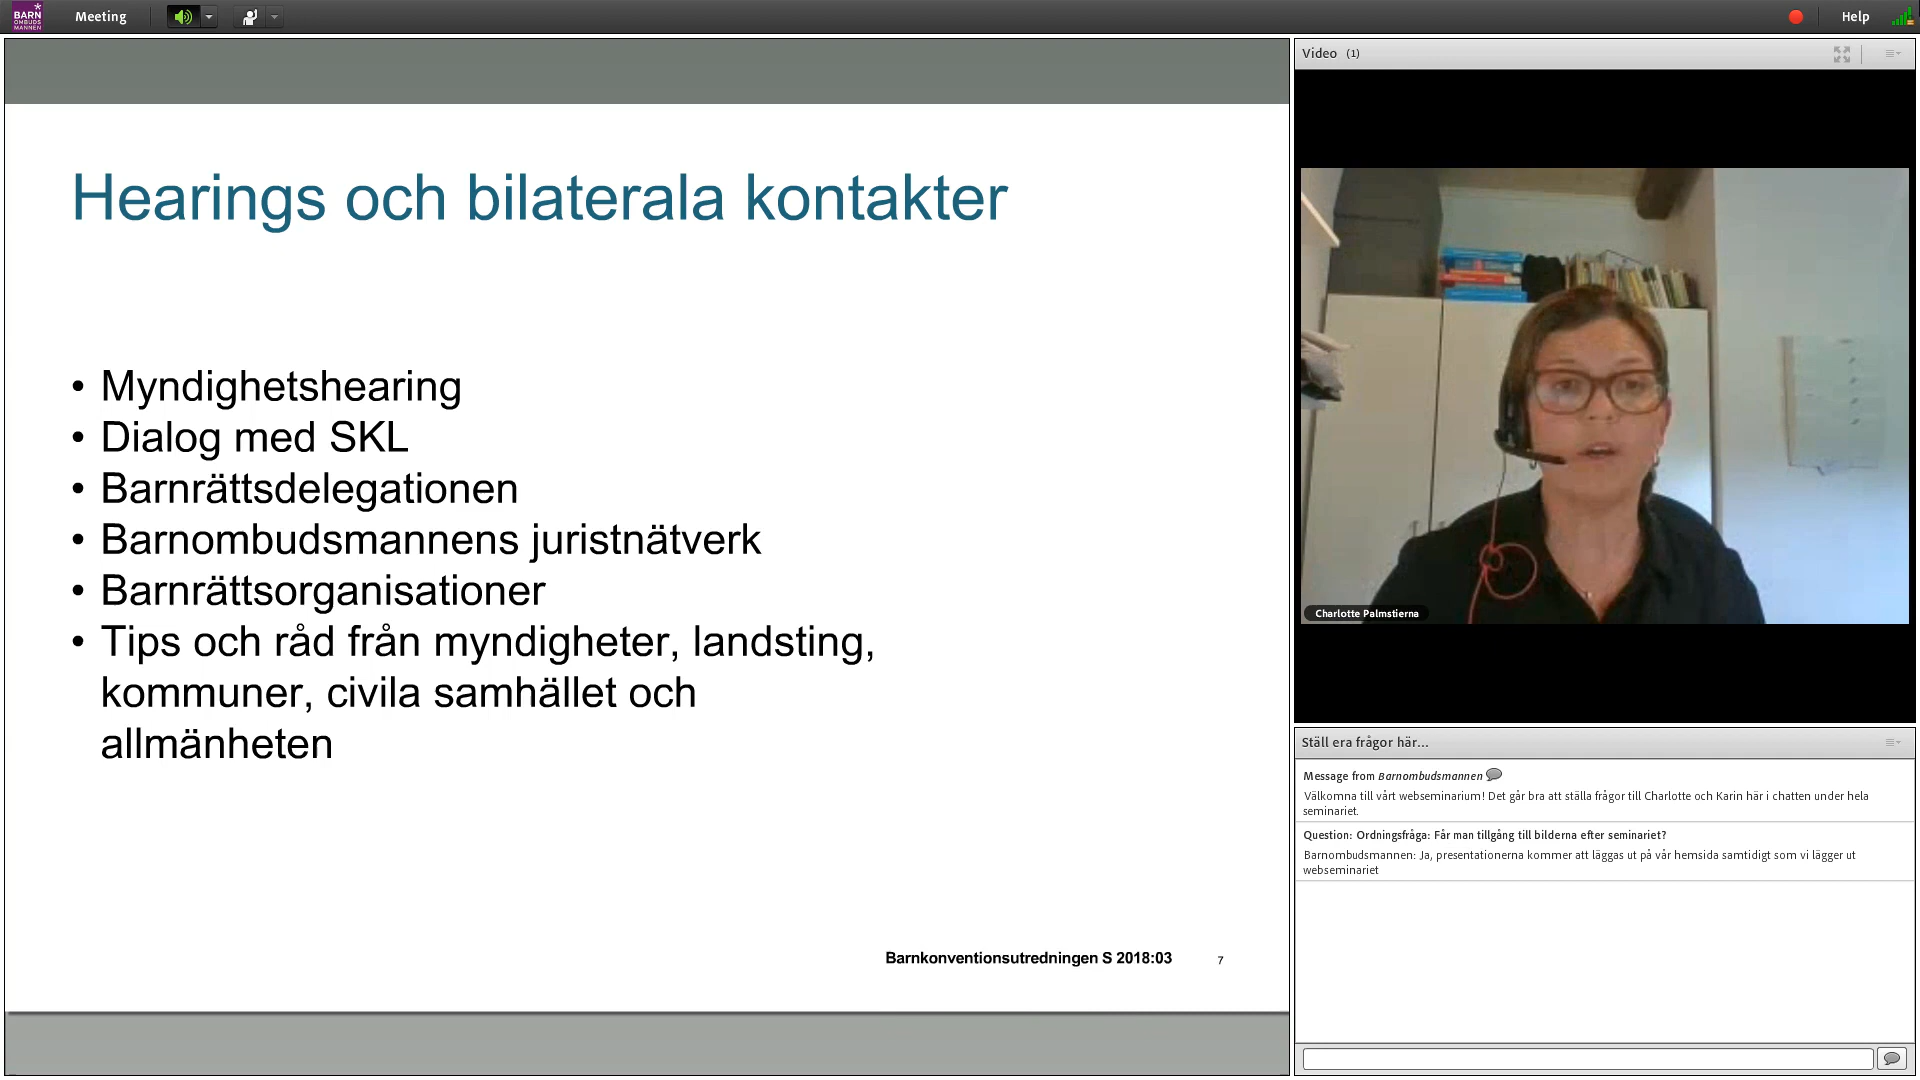 BARN
OMBUDS
MANNEN
Meeting
Help
Hearings och bilaterala kontakter
• Myndighetshearing
• Dialog med SKL
• Barnrättsdelegationen
• Barnombudsmannens juristnätverk
• Barnrättsorganisationer
• Tips och råd från myndigheter, landsting,
kommuner, civila samhället och
allmänheten
Barnkonventionsutredningen S 2018:03
7
Video (1)
Charlotte Palmstierna
Ställ era frågor här...
Message from Barnombudsmannen
Välkomna till vårt webseminarium! Det går bra att ställa frågor till Charlotte och Karin här i chatten under hela
seminariet.
Question: Ordningsfråga: Får man tillgång till bilderna efter seminariet?
Barnombudsmannen: Ja, presentationerna kommer att läggas ut på vår hemsida samtidigt som vi lägger ut
webseminariet